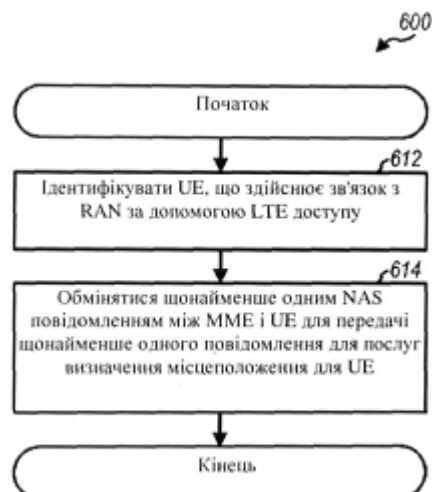 600
Початок
612
Ідентифікувати UE, що здійснює зв'язок з
RAN за допомогою LTE доступу
614
Обмінятися щонайменше одним NAS
повідомленням між MME і UE для передачі
щонайменше одного повідомлення для послуг
визначення місцеположення для UE
Кінець